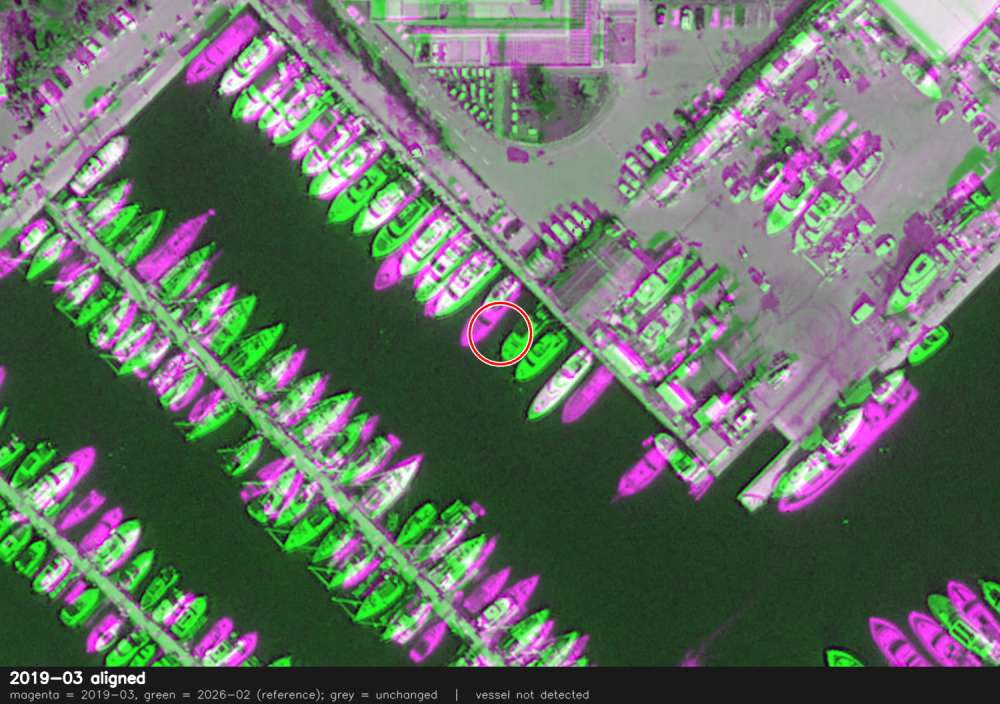 2019-03 aligned
magenta = 2019-03, green = 2026-02 (reference); grey = unchanged | vessel not detected